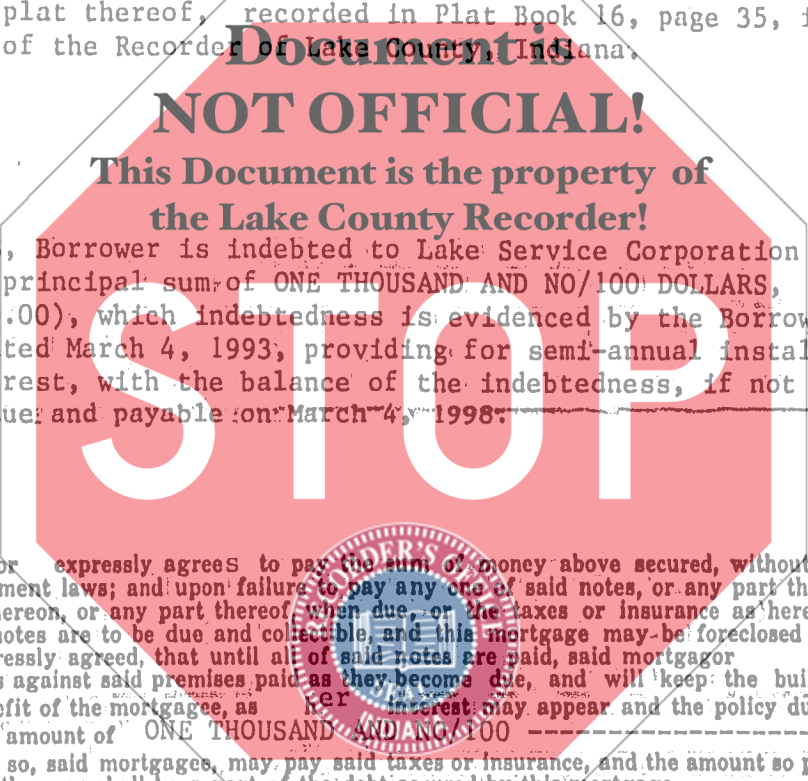 plat thereof, recorded in Plat Book 16, page 35, i
of the Recorder of Lake County, Indiana.
Document is
NOT OFFICIAL!
This Document is the property of
the Lake County Recorder!
, Borrower is indebted to Lake Service Corporation
principal sum of ONE THOUSAND AND NO/100 DOLLARS,
.00), which indebtedness is evidenced by the Borrow
ted March 4, 1993, providing for semi-annual instal
rest, with the balance of the indebtedness, if not
ue and payable on March 4, 1998.
STOP
or expressly agrees to pay the sum of money above secured, without
ment laws; and upon failure to pay any one of said notes, or any part th
hereon, or any part thereof, when due or the taxes or insurance as here
notes are to be due and collectible, and this mortgage may be foreclosed
ressly agreed, that until all of said notes are paid, said mortgagor
s against said premises paid as they become due, and will keep the bui
efit of the mortgagee, as her interest may appear and the policy du
amount of ONE THOUSAND AND NO/100 ----------------
so, said mortgagee, may pay said taxes or insurance, and the amount so p
RECORDER'S
SEAL